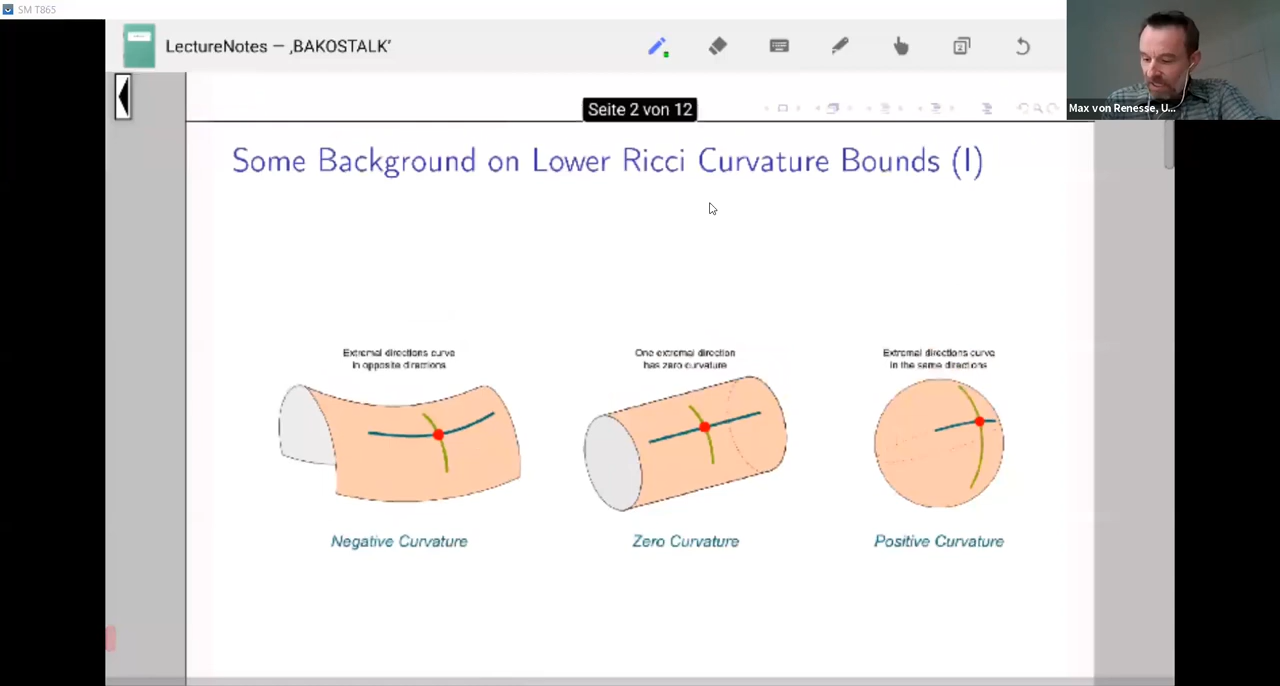 SM T865
LectureNotes — ‚BAKOSTALK’
2
Max von Renesse, U...
Seite 2 von 12
Some Background on Lower Ricci Curvature Bounds (I)
Extremal directions curve
in opposite directions
One extremal direction
has zero curvature
Extremal directions curve
in the same directions
Negative Curvature
Zero Curvature
Positive Curvature